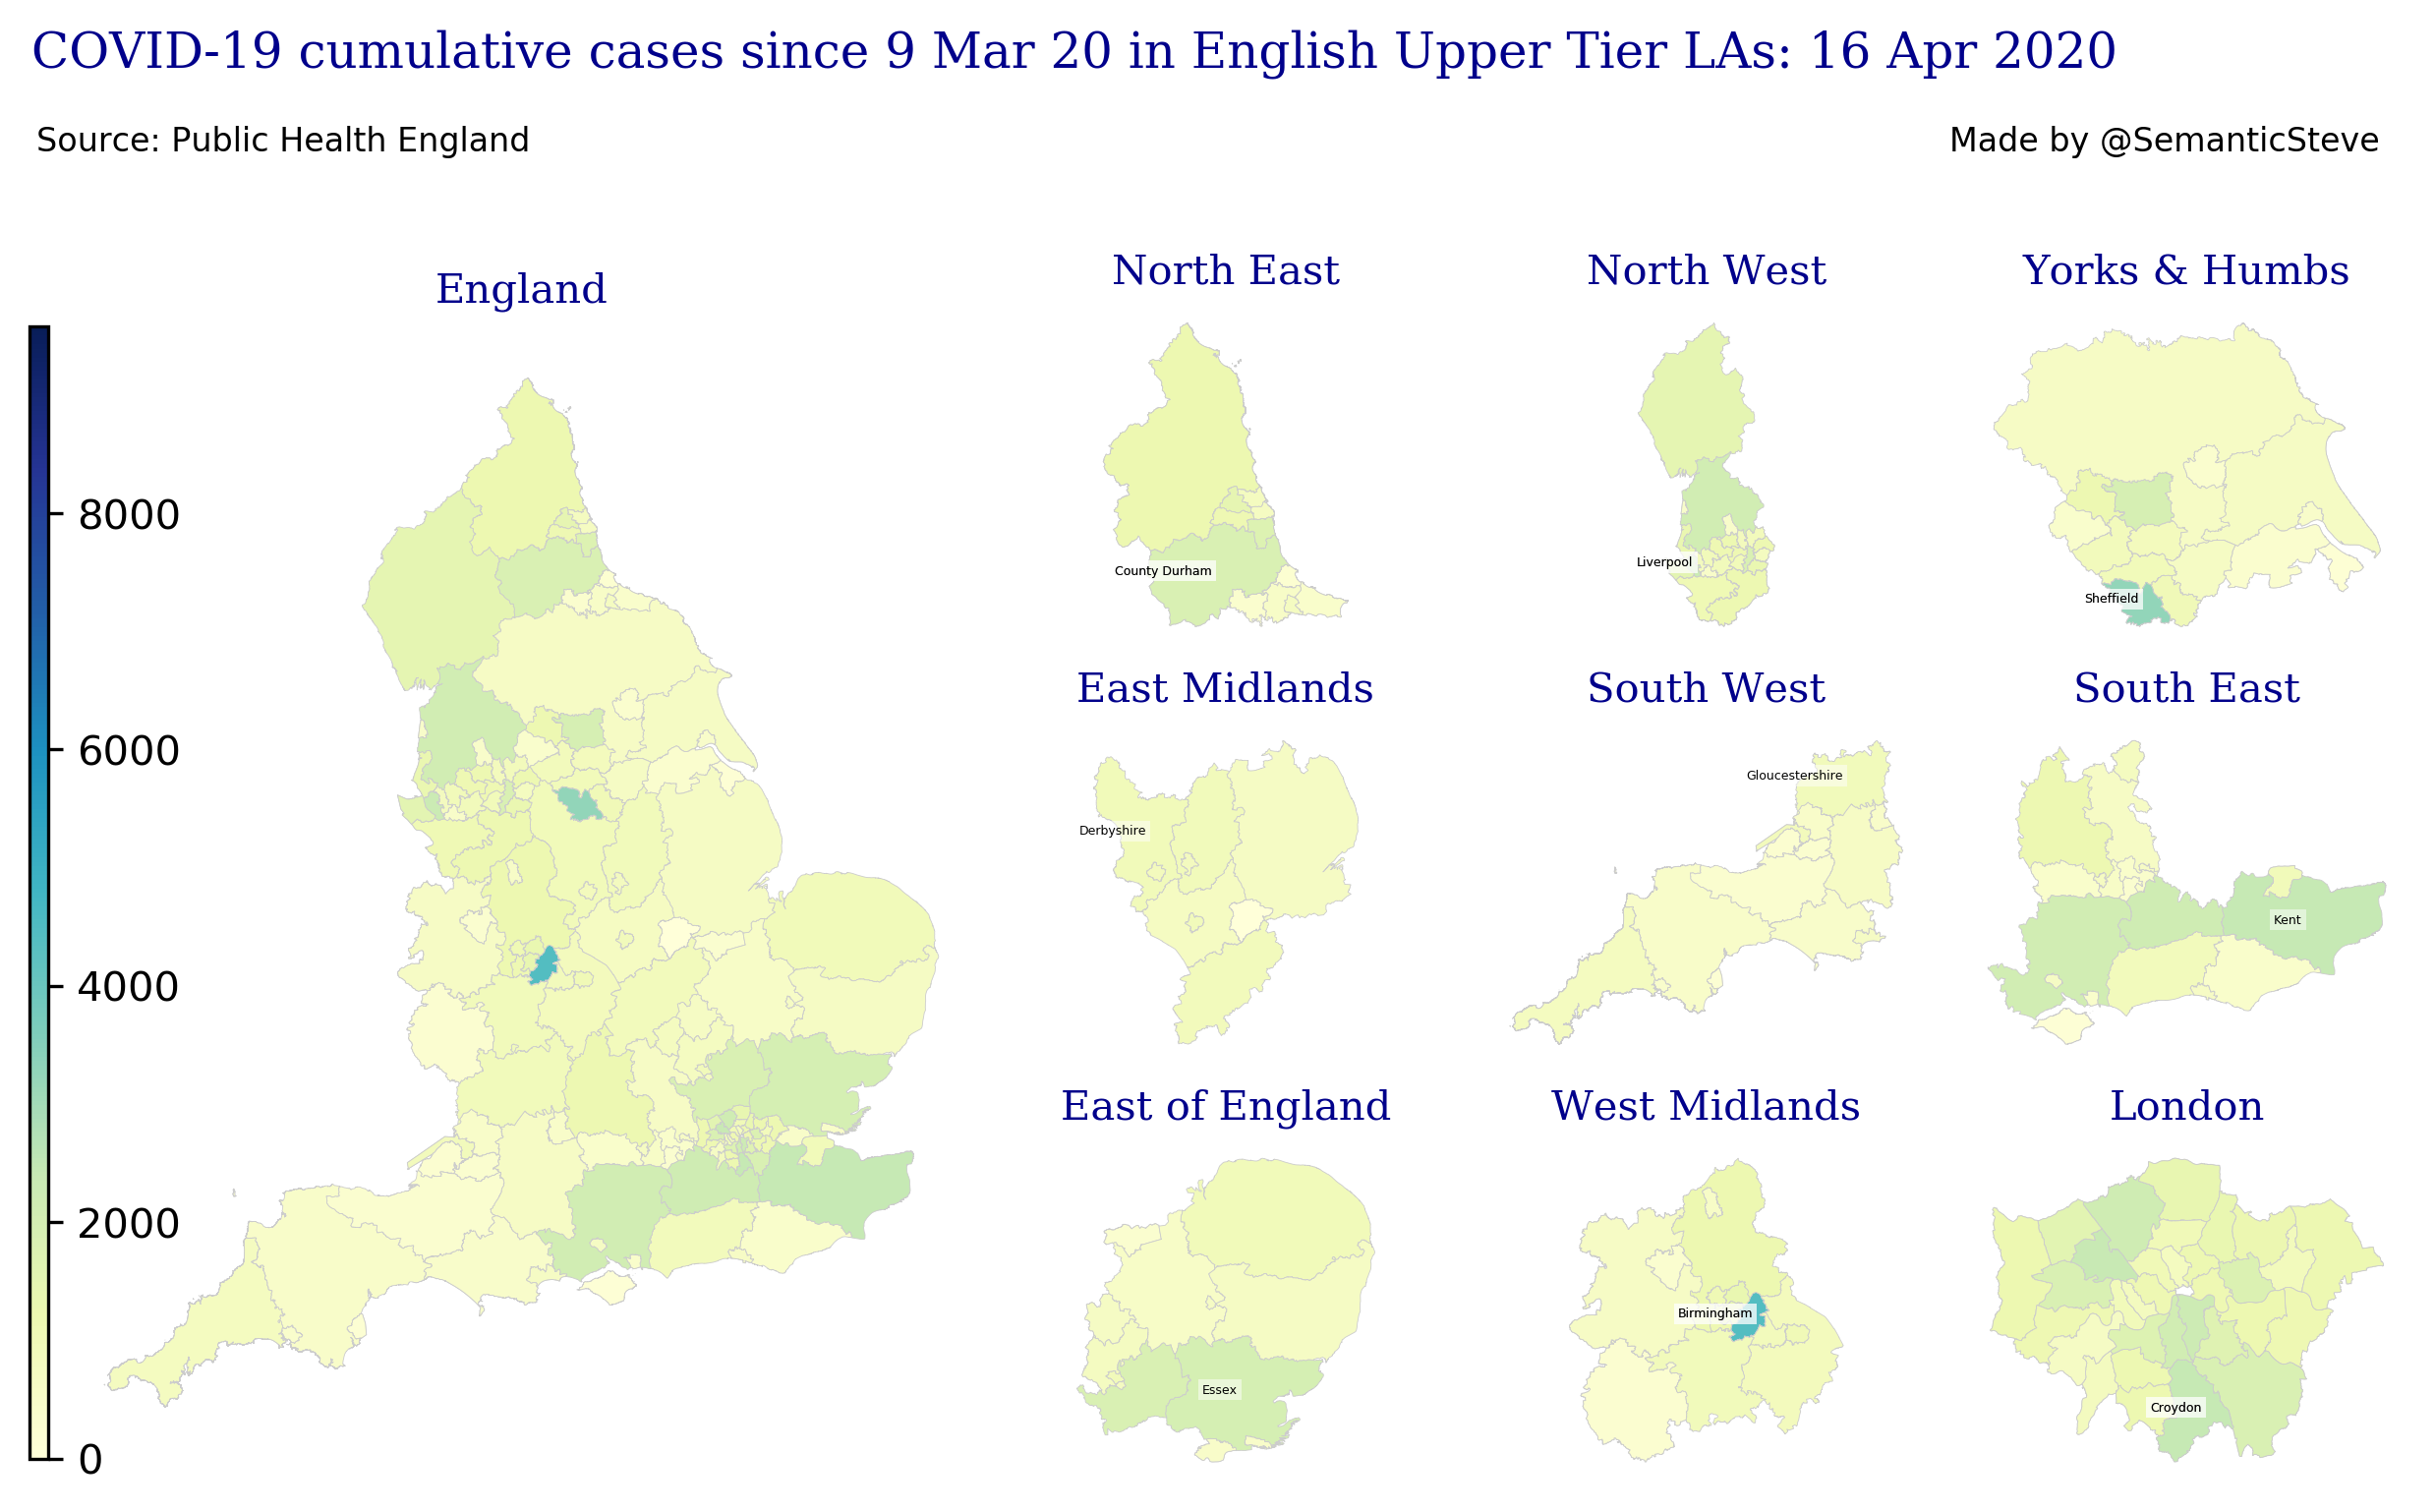 COVID-19 cumulative cases since 9 Mar 20 in English Upper Tier LAs: 16 Apr 2020
Source: Public Health England
Made by @SemanticSteve
England
8000
6000
4000
2000
0
North East
County Durham
North West
Liverpool
Yorks & Humbs
Sheffield
East Midlands
Derbyshire
South West
Gloucestershire
South East
Kent
East of England
Essex
West Midlands
Birmingham
London
Croydon